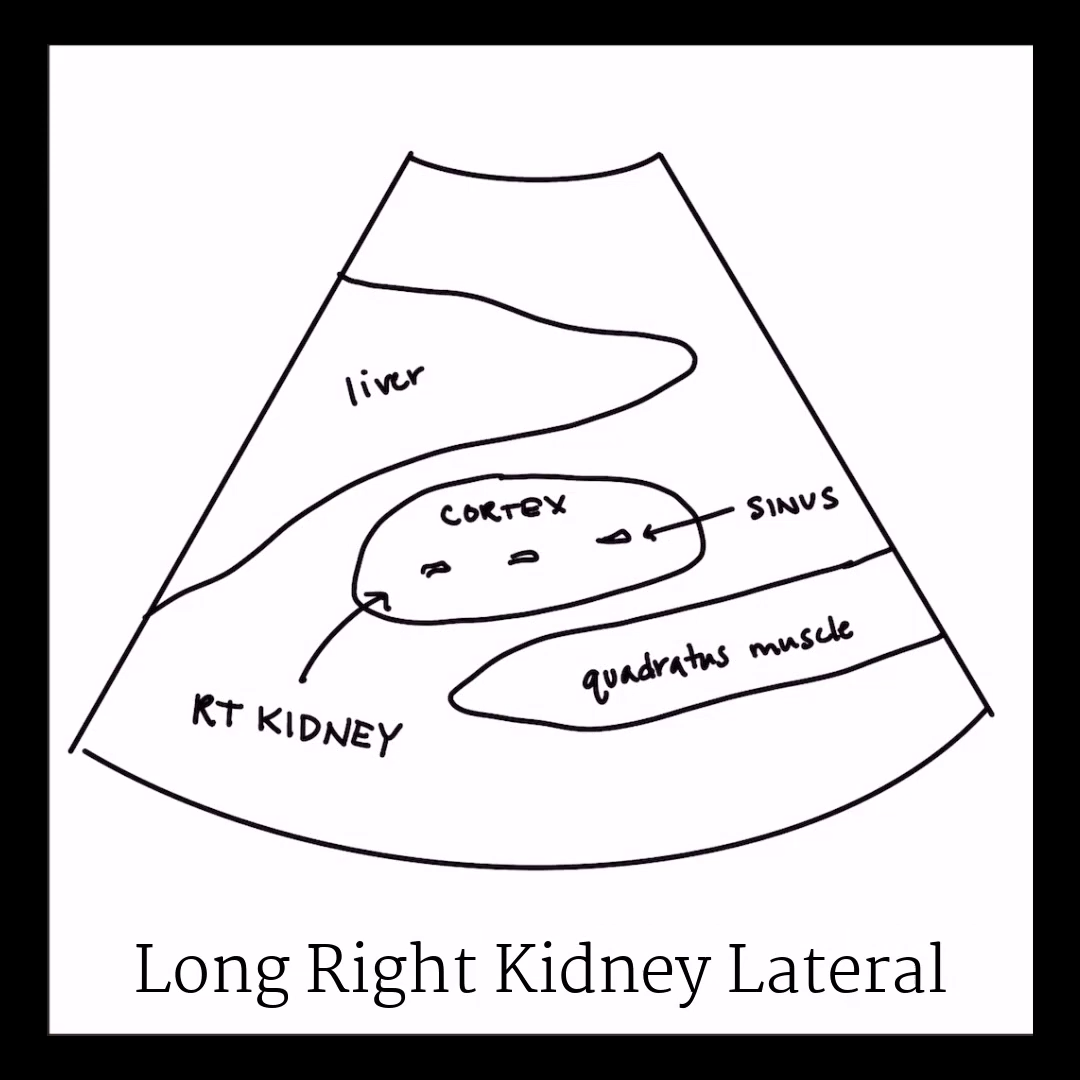 liver
CORTEX
SINUS
quadratus muscle
RT KIDNEY
Long Right Kidney Lateral